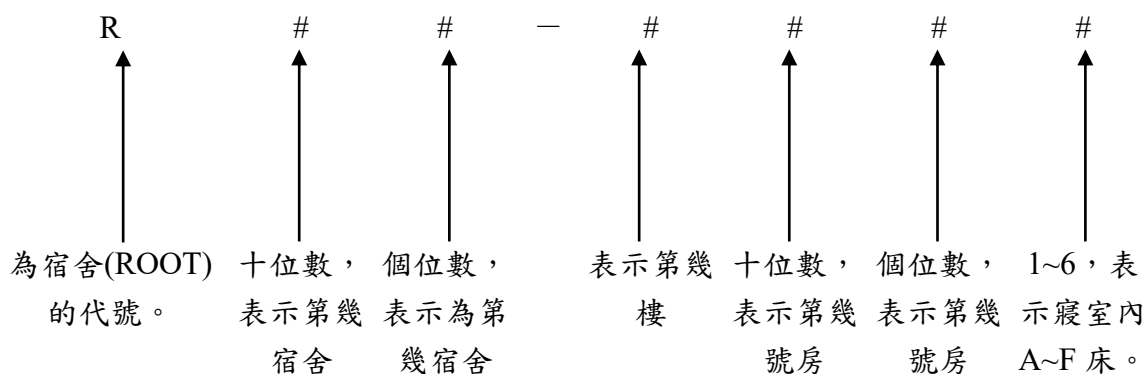 R # # － # # # #
為宿舍(ROOT) 十位數， 個位數， 表示第幾 十位數， 個位數， 1~6，表
的代號。 表示第幾 表示為第 樓 表示第幾 表示第幾 示寢室內
宿舍 幾宿舍 號房 號房 A~F 床。